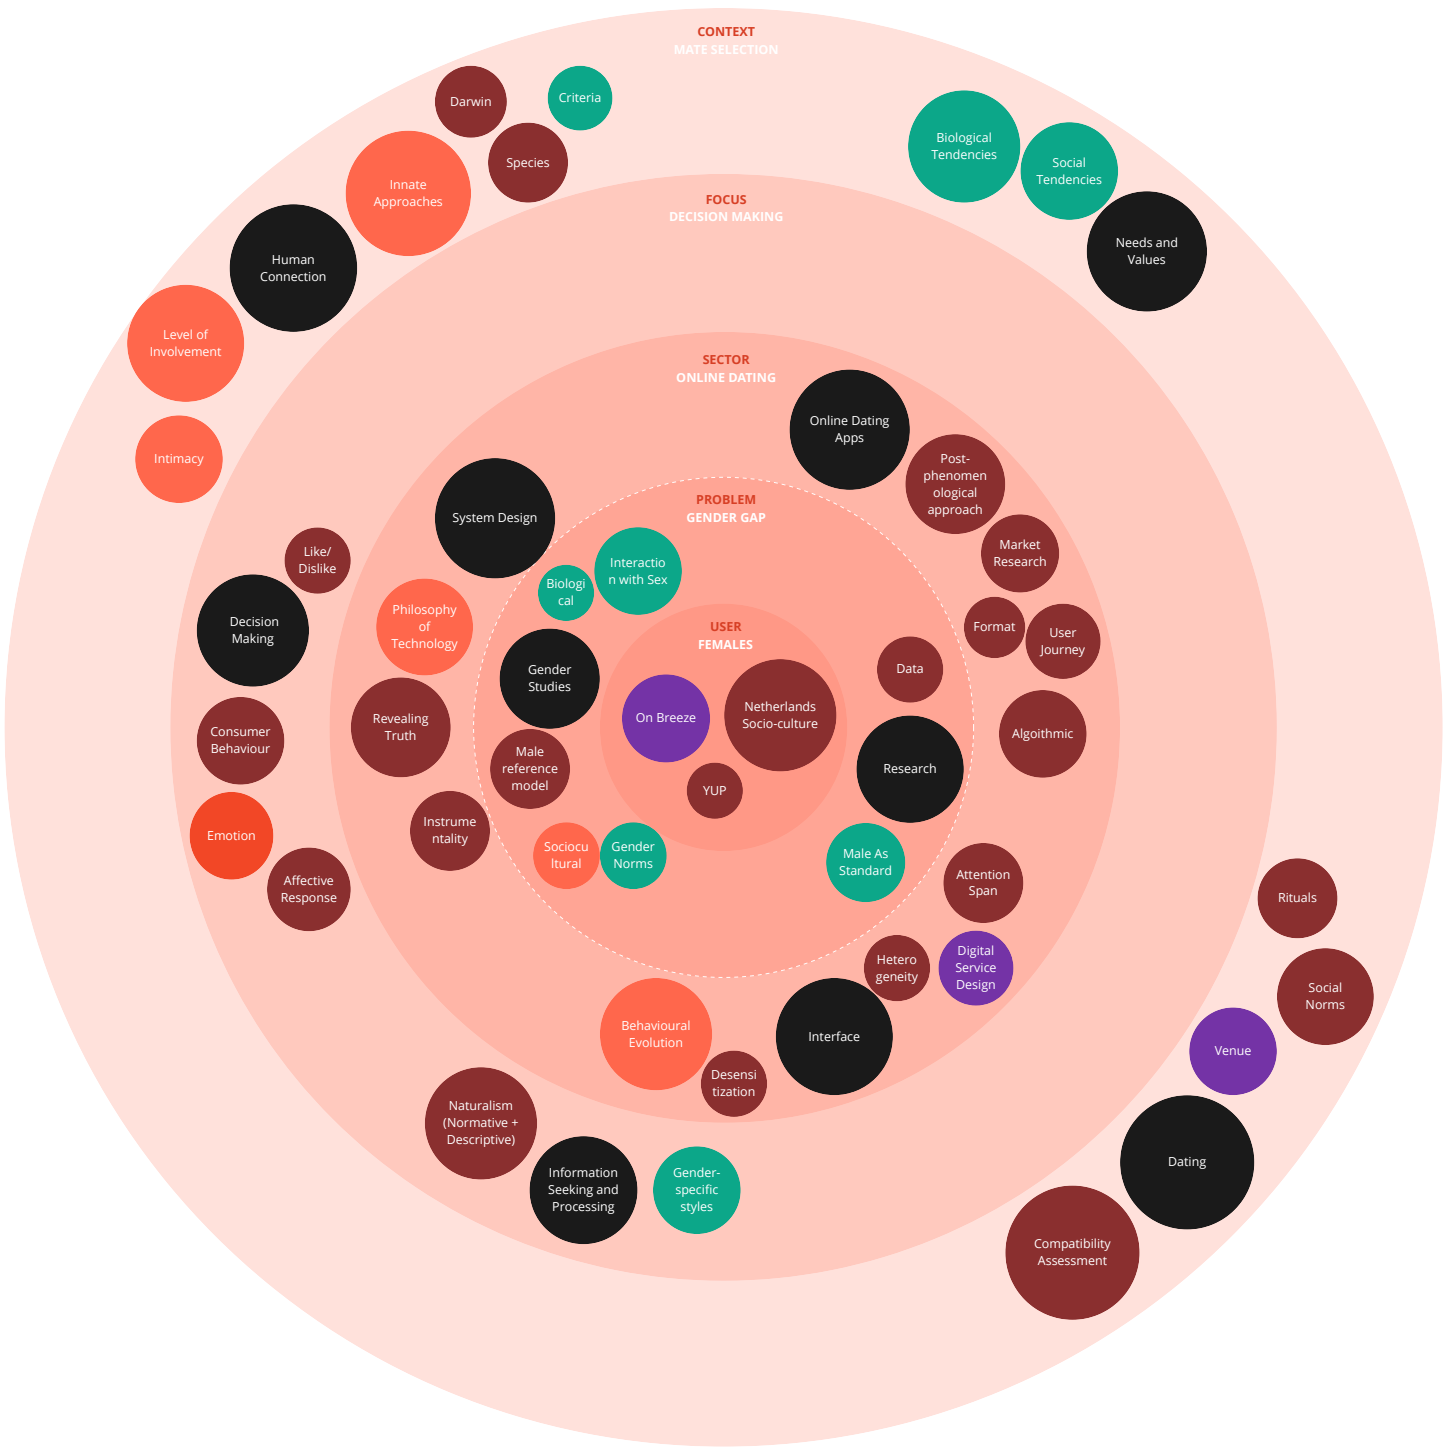 CONTEXT
MATE SELECTION
Darwin
Criteria
Species
Innate
Approaches
Human
Connection
Level of
Involvement
Intimacy
Biological
Tendencies
Social
Tendencies
Needs and
Values
FOCUS
DECISION MAKING
SECTOR
ONLINE DATING
Online Dating
Apps
Post-
phenomen
ological
approach
Market
Research
Format
User
Journey
Algoithmic
System Design
Philosophy
of
Technology
Revealing
Truth
Instrume
ntality
Like/
Dislike
Decision
Making
Consumer
Behaviour
Emotion
Affective
Response
PROBLEM
GENDER GAP
Interactio
n with Sex
Biologi
cal
Gender
Studies
Male
reference
model
Sociocu
ltural
Gender
Norms
USER
FEMALES
On Breeze
Netherlands
Socio-culture
YUP
Data
Research
Male As
Standard
Attention
Span
Hetero
geneity
Digital
Service
Design
Interface
Behavioural
Evolution
Desensi
tization
Naturalism
(Normative +
Descriptive)
Information
Seeking and
Processing
Gender-
specific
styles
Rituals
Social
Norms
Venue
Dating
Compatibility
Assessment